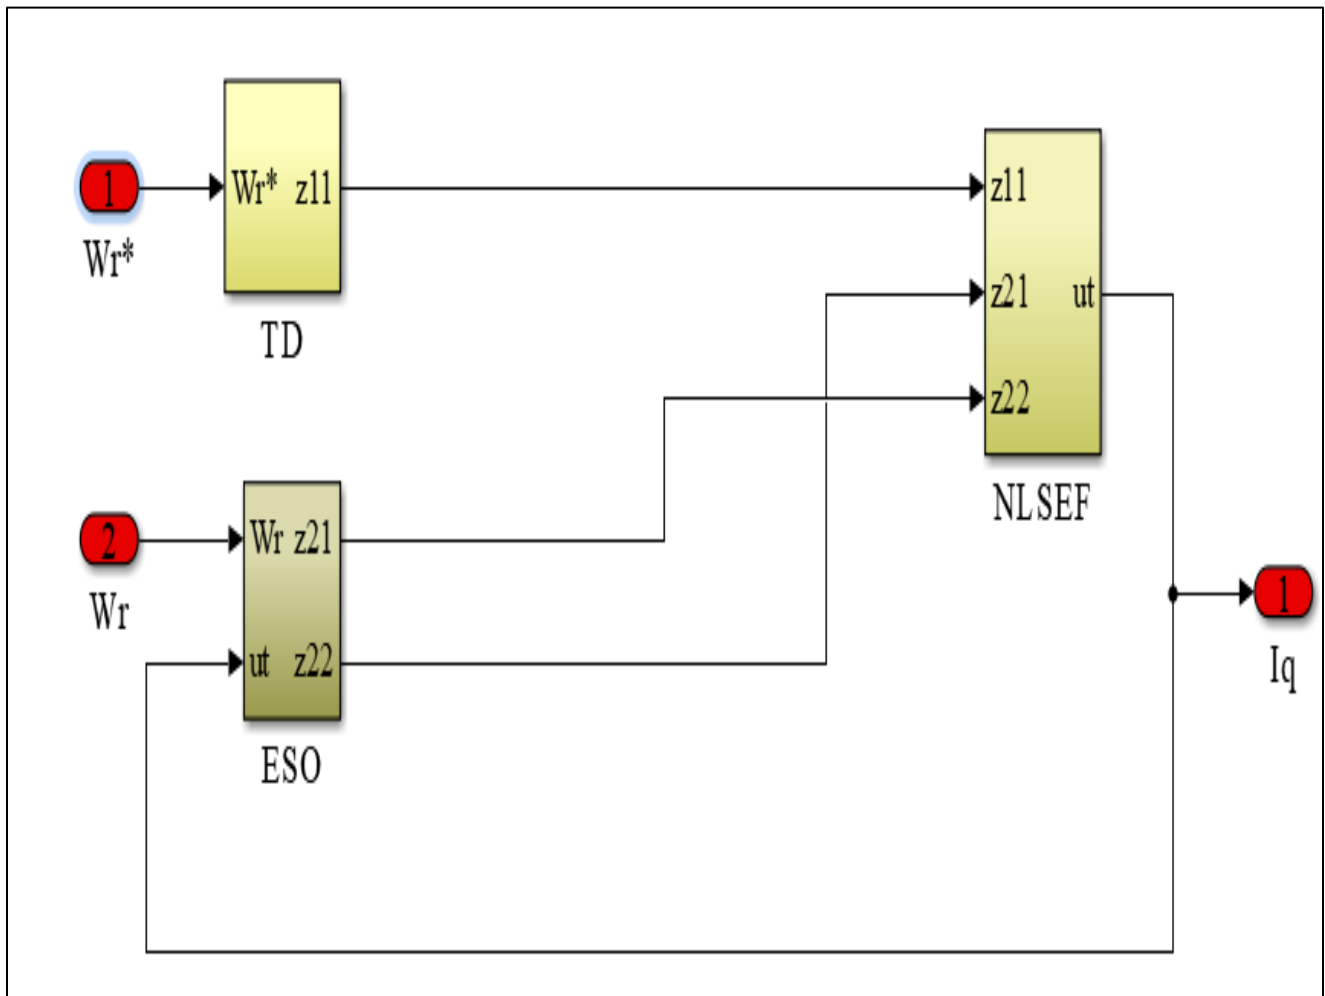 1
Wr*
Wr* z11
TD
z11
z21 ut
z22
NLSEF
2
Wr
Wr z21
ut z22
ESO
1
Iq